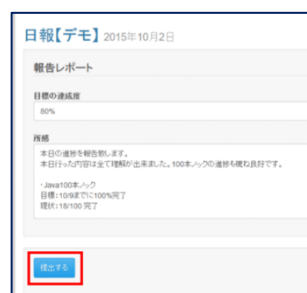 日報【デモ】 2015年10月2日
報告レポート
目標の達成度
80%
所感
本日の進捗を報告致します。
本日行った内容は全て理解が出来ました。100本ノックの進捗も概ね良好です。
・Java100本ノック
目標：10/9までに100%完了
現状：18/100 完了
提出する